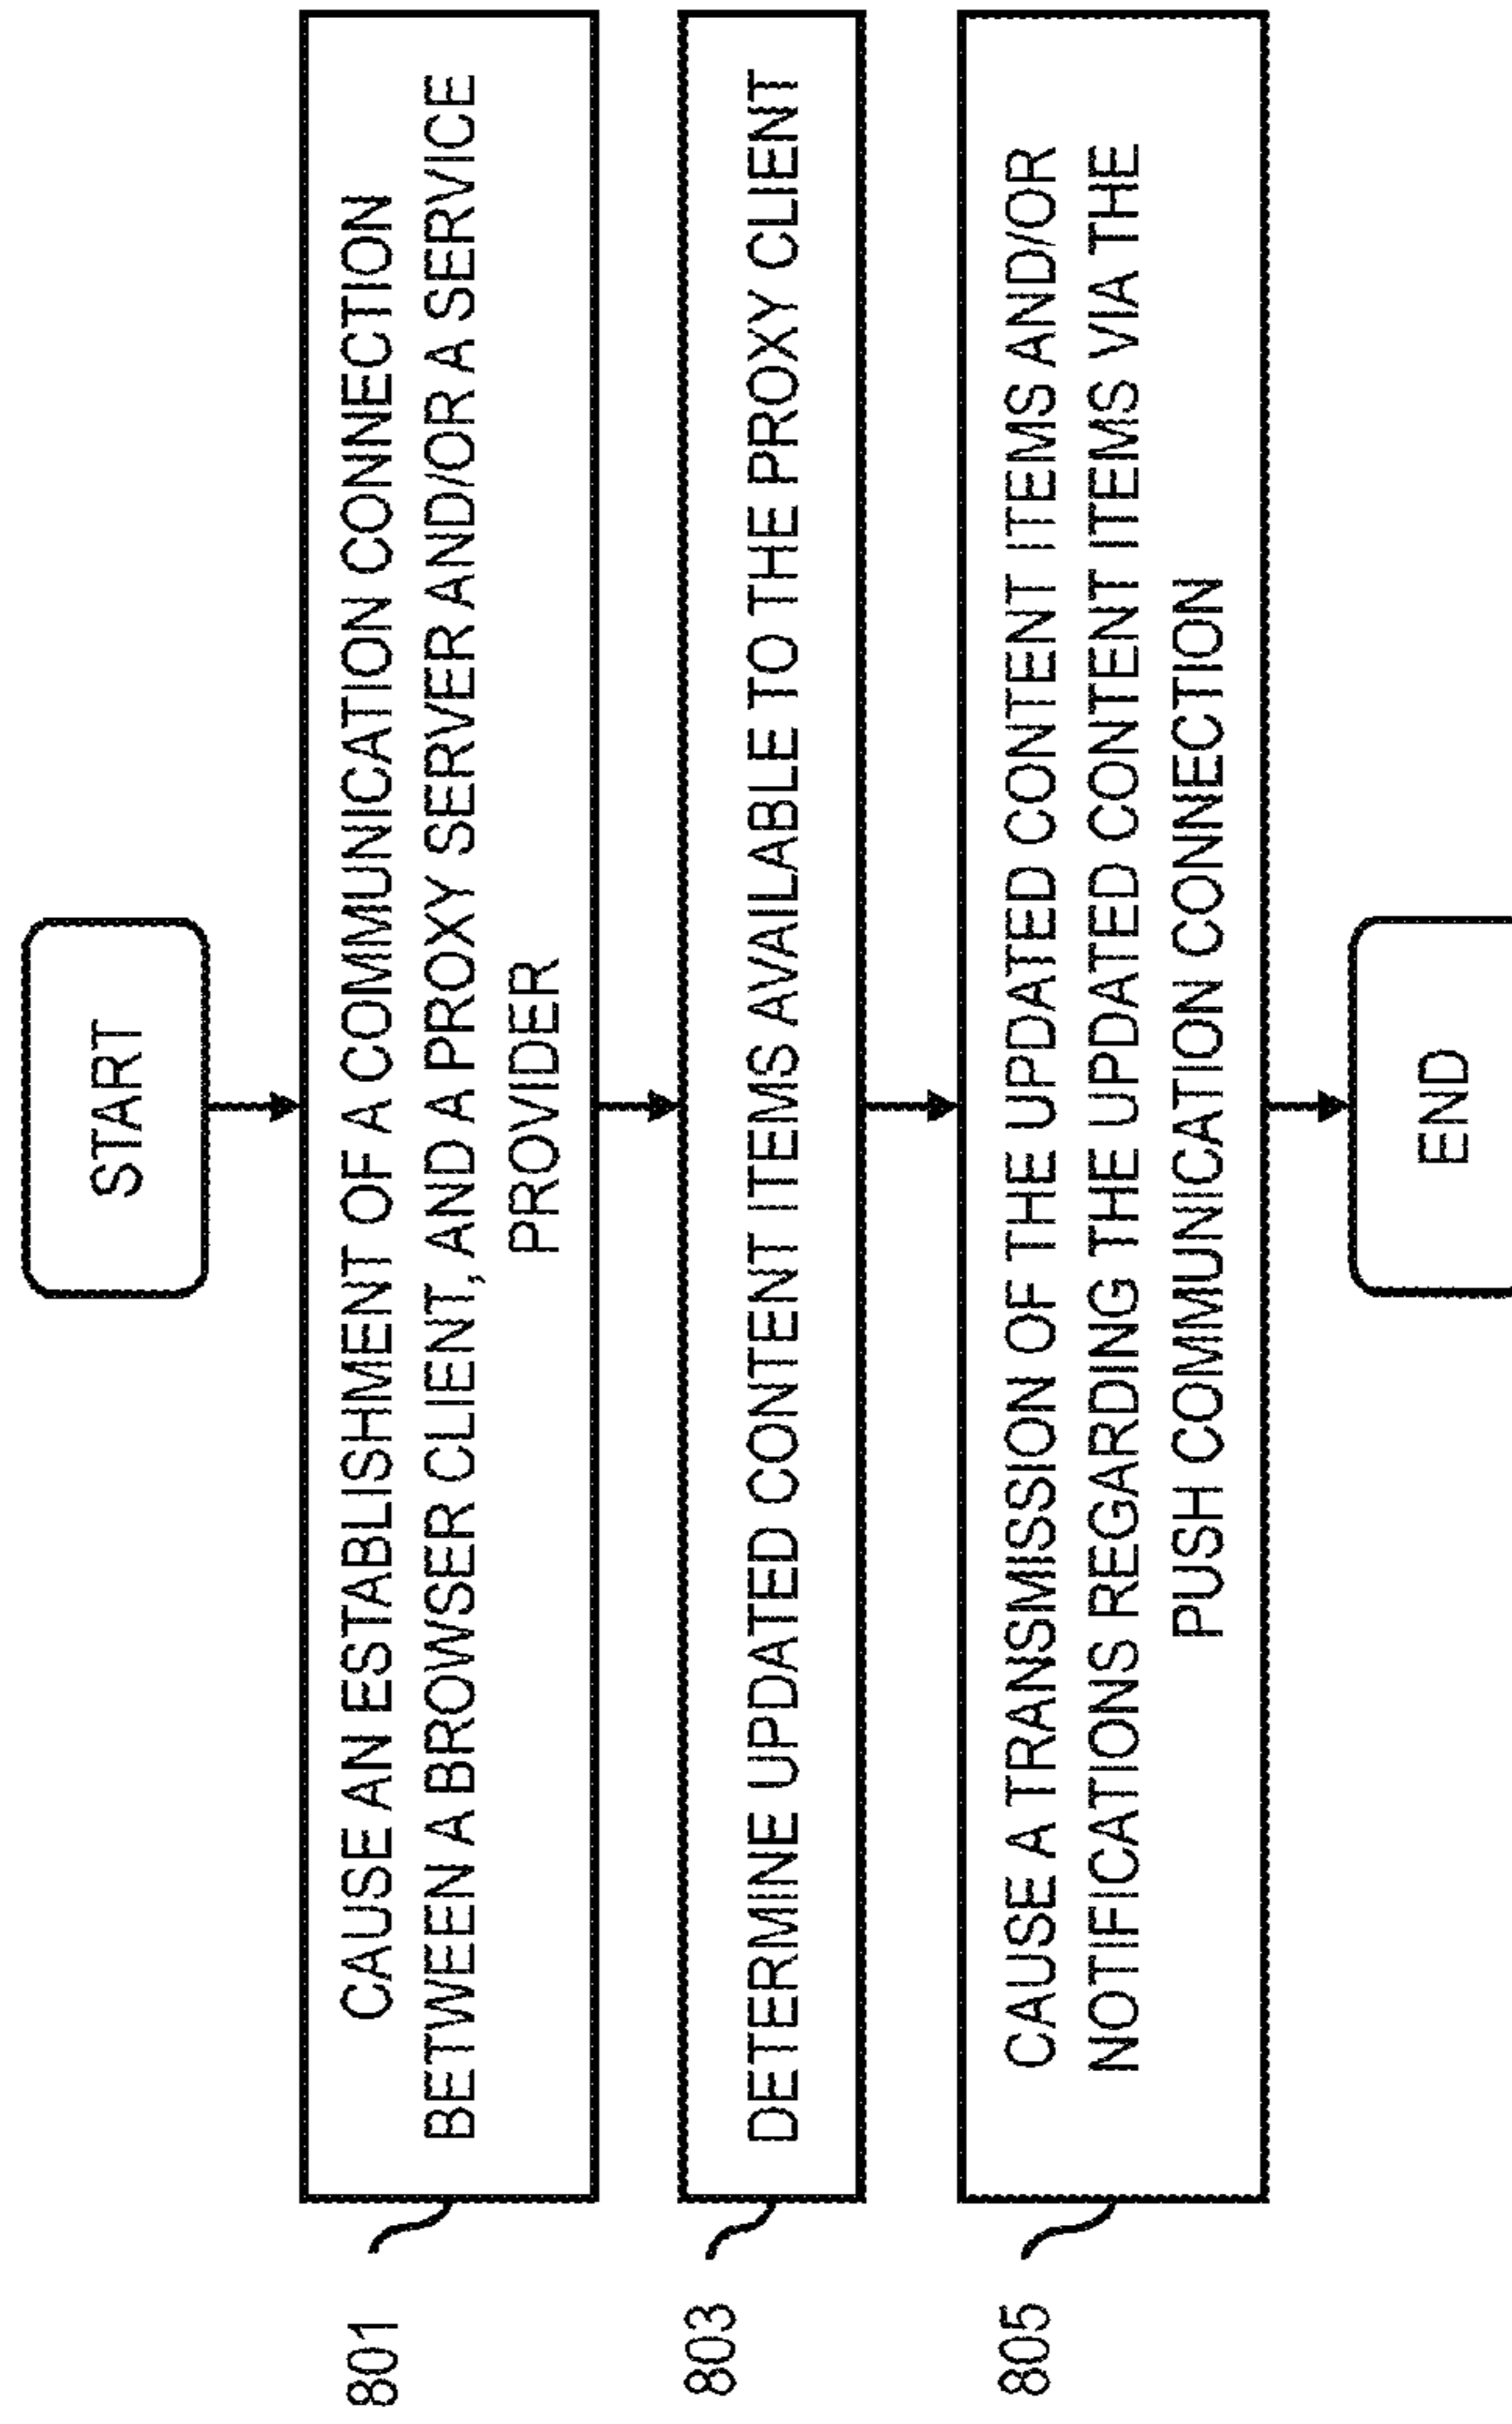 START
801
CAUSE AN ESTABLISHMENT OF A COMMUNICATION CONNECTION
BETWEEN A BROWSER CLIENT, AND A PROXY SERVER AND/OR A SERVICE
PROVIDER
803
DETERMINE UPDATED CONTENT ITEMS AVAILABLE TO THE PROXY CLIENT
805
CAUSE A TRANSMISSION OF THE UPDATED CONTENT ITEMS AND/OR
NOTIFICATIONS REGARDING THE UPDATED CONTENT ITEMS VIA THE
PUSH COMMUNICATION CONNECTION
END